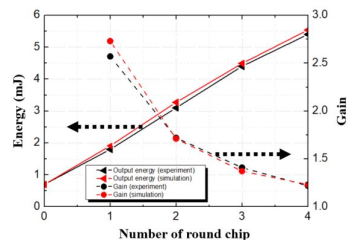 6
5
4
3
2
1
0
Energy (mJ)
3.0
2.5
2.0
1.5
1.0
Gain
Output energy (experiment)
Output energy (simulation)
Gain (experiment)
Gain (simulation)
0 1 2 3 4
Number of round chip